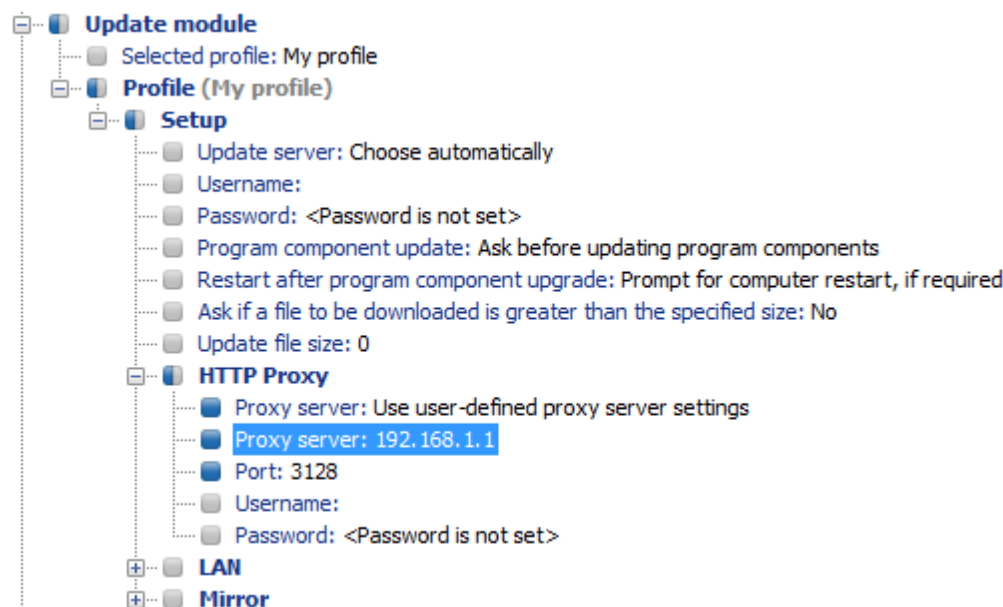 Update module
Selected profile: My profile
Profile (My profile)
Setup
Update server: Choose automatically
Username:
Password: <Password is not set>
Program component update: Ask before updating program components
Restart after program component upgrade: Prompt for computer restart, if required
Ask if a file to be downloaded is greater than the specified size: No
Update file size: 0
HTTP Proxy
Proxy server: Use user-defined proxy server settings
Proxy server: 192.168.1.1
Port: 3128
Username:
Password: <Password is not set>
LAN
Mirror